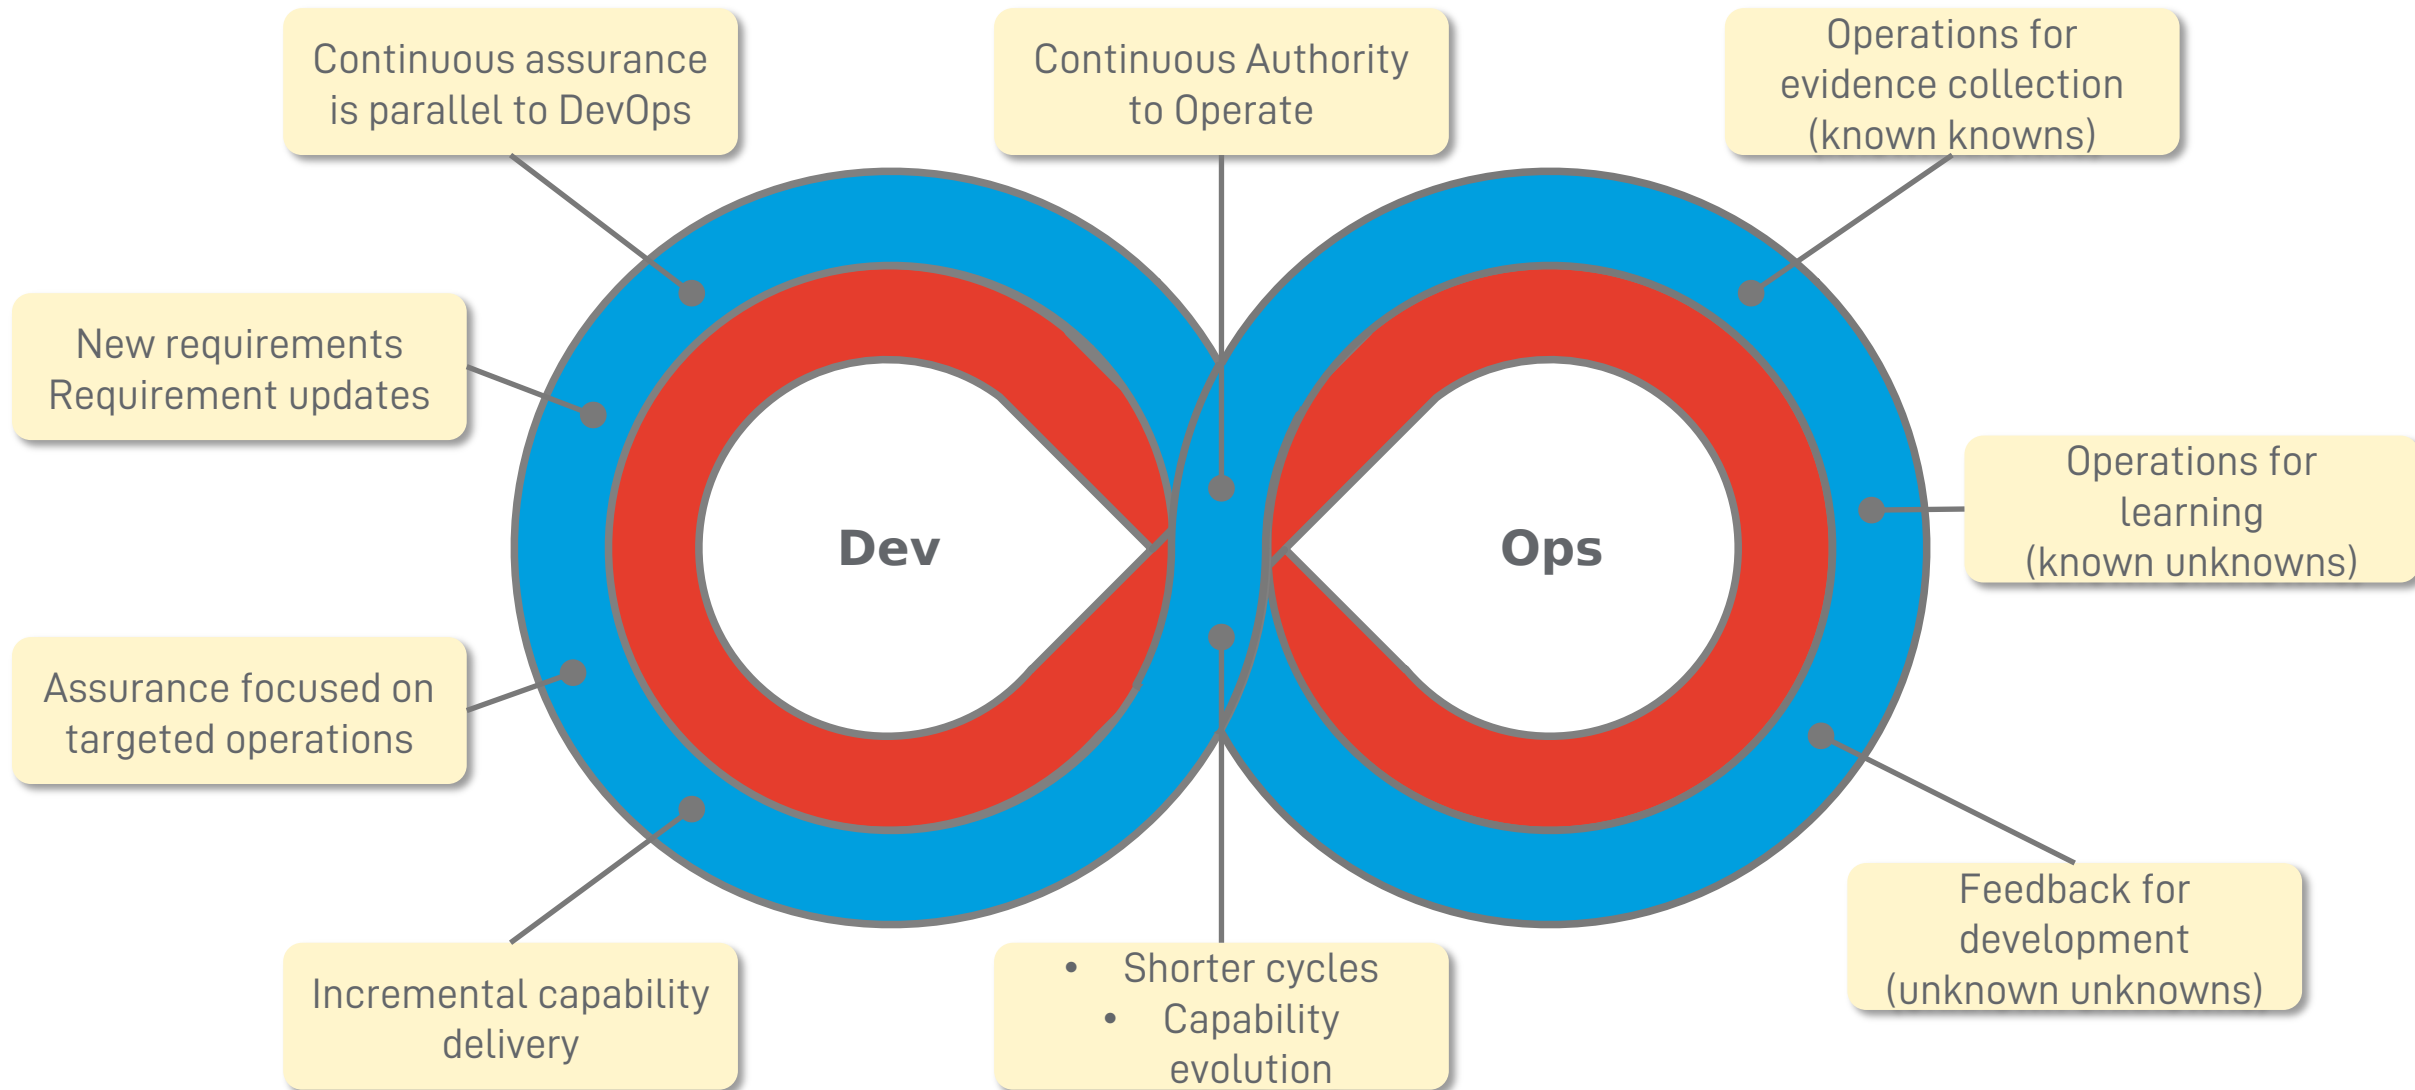 Continuous assurance
is parallel to DevOps
Continuous Authority
to Operate
Operations for
evidence collection
(known knowns)
New requirements
Requirement updates
Dev
Ops
Operations for
learning
(known unknowns)
Assurance focused on
targeted operations
Incremental capability
delivery
• Shorter cycles
• Capability
evolution
Feedback for
development
(unknown unknowns)